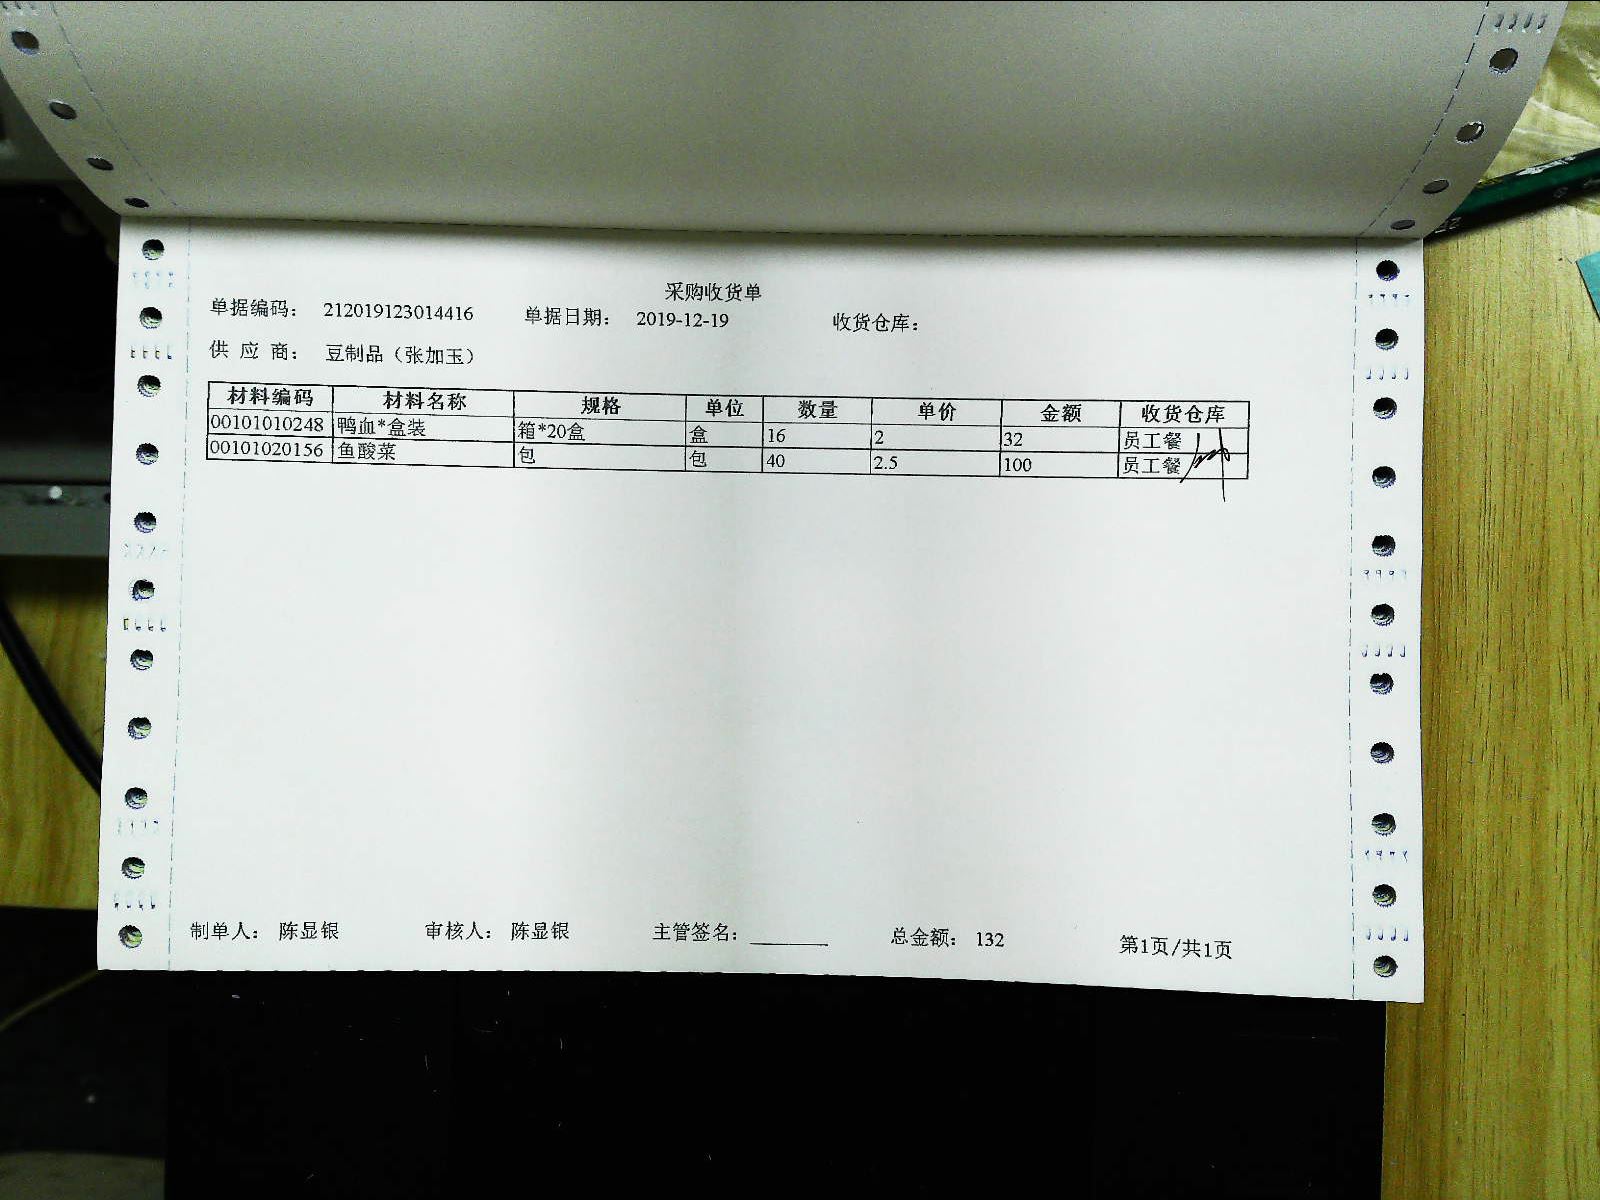 采购收货单
单据编码： 212019123014416 单据日期： 2019-12-19 收货仓库：
供 应 商： 豆制品（张加玉）
材料编码 材料名称 规格 单位 数量 单价 金额 收货仓库
00101010248 鸭血*盒装 箱*20盒 盒 16 2 32 员工餐
00101020156 鱼酸菜 包 包 40 2.5 100 员工餐
制单人： 陈显银 审核人： 陈显银 主管签名： 总金额： 132 第1页/共1页